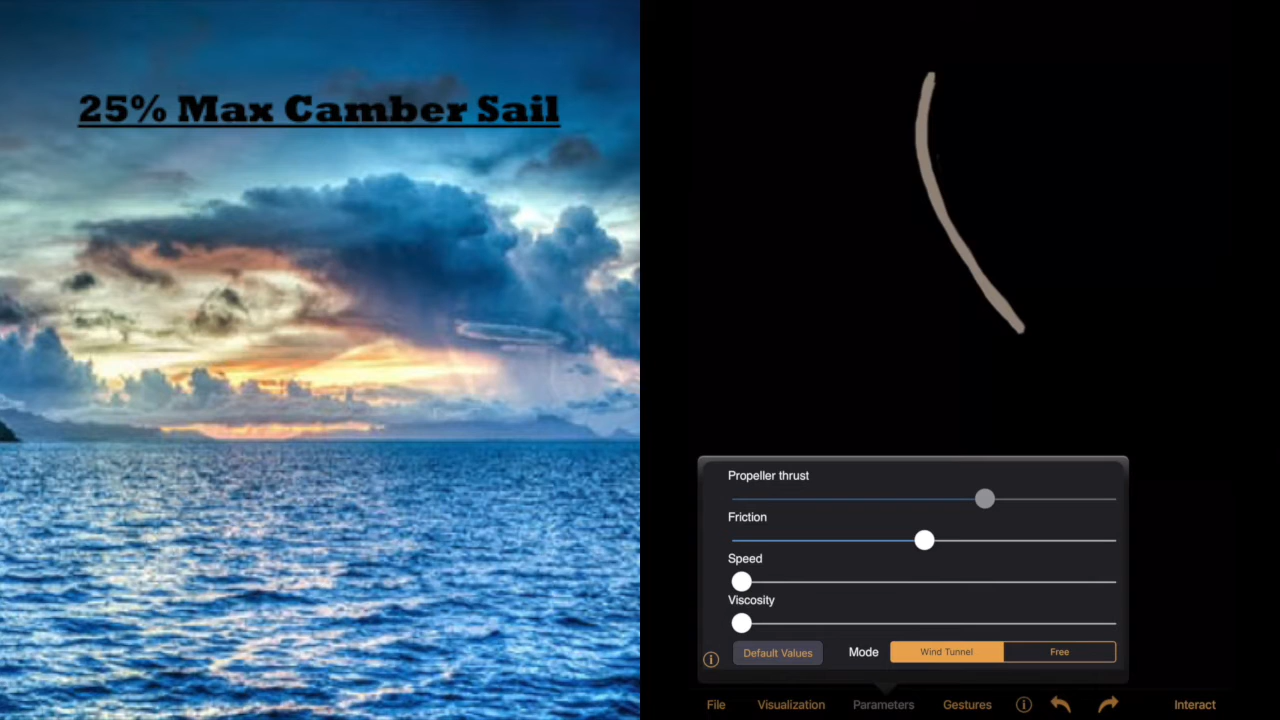 25% Max Camber Sail
Propeller thrust
Friction
Speed
Viscosity
Default Values
Mode
Wind Tunnel
Free
File
Visualization
Parameters
Gestures
Interact